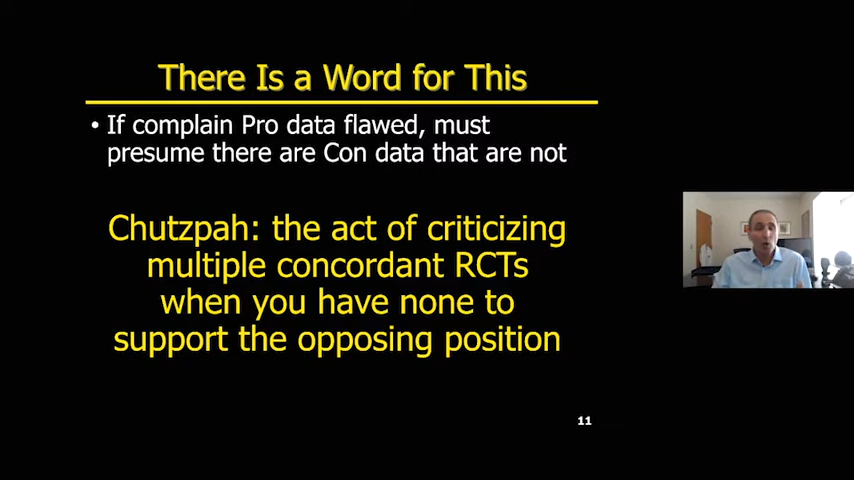 There Is a Word for This
• If complain Pro data flawed, must
presume there are Con data that are not
Chutzpah: the act of criticizing
multiple concordant RCTs
when you have none to
support the opposing position
11